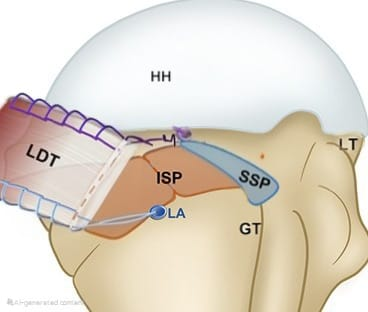 HH
LT
LDT
ISP
SSP
LA
GT
AI-generated content